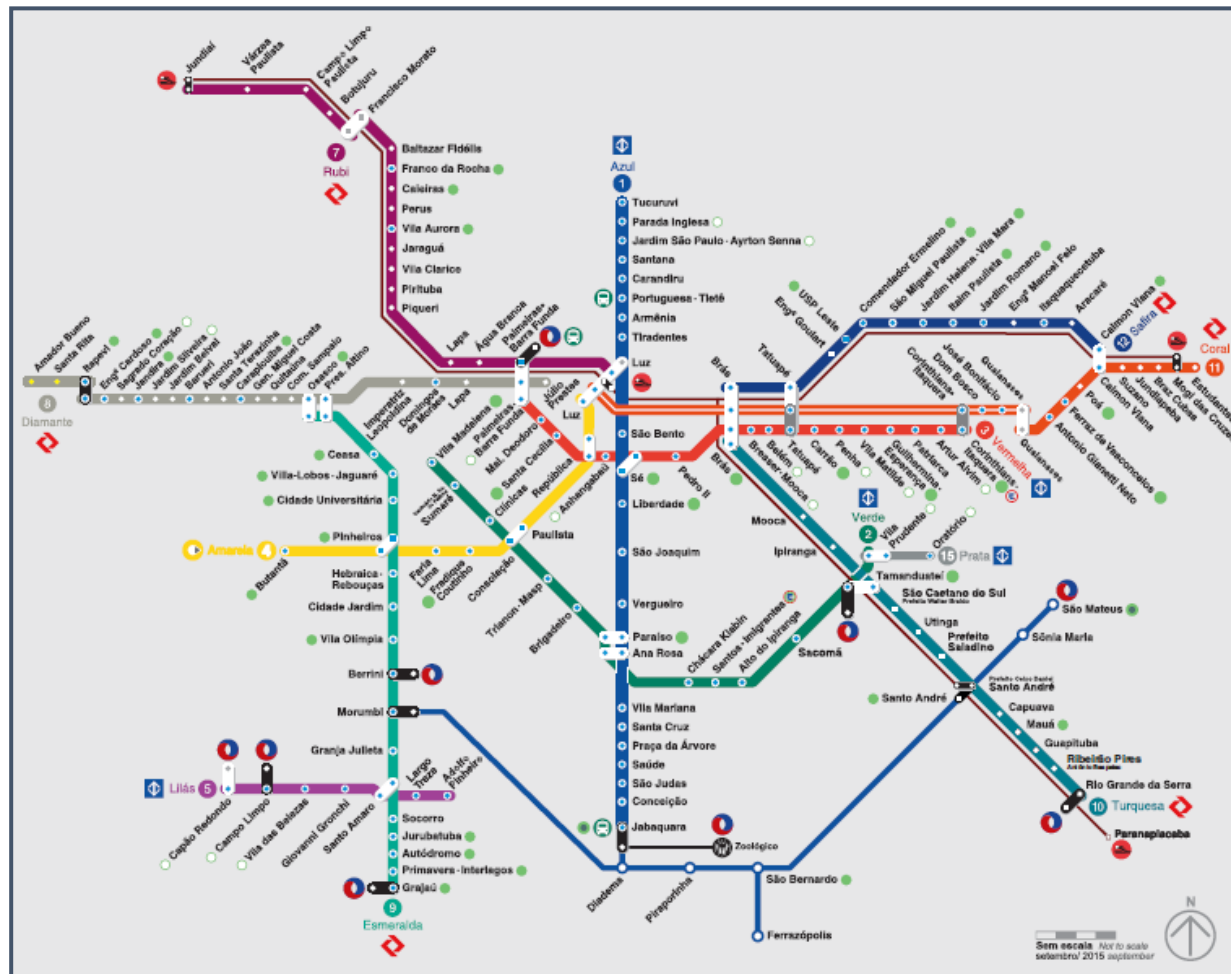 Jundiaí
Várzea
Paulista
Campo Limpo
Paulista
Botujuru
Francisco Morato
7
Rubi
Baltazar Fidélis
Franco da Rocha
Caieiras
Perus
Vila Aurora
Jaraguá
Vila Clarice
Pirituba
Piqueri
Lapa
Água Branca
Palmeiras-
Barra Funda
Azul
1
Tucuruvi
Parada Inglesa
Jardim São Paulo - Ayrton Senna
Santana
Carandiru
Portuguesa - Tietê
Armênia
Tiradentes
Luz
São Bento
Sé
Liberdade
São Joaquim
Vergueiro
Paraíso
Ana Rosa
Vila Mariana
Santa Cruz
Praça da Árvore
Saúde
São Judas
Conceição
Jabaquara
Zoológico
Amador Bueno
Santa Rita
Itapevi
Engº Cardoso
Sagrado Coração
Jandira
Jardim Silveira
Jardim Belval
Barueri
Antonio João
Santa Terezinha
Carapicuíba
Gen. Miguel Costa
Quitaúna
Com. Sampaio
Osasco
Pres. Altino
Imperatriz
Leopoldina
Domingos
de Moraes
Lapa
Palmeiras-
Barra Funda
Júlio
Prestes
8
Diamante
Luz
República
Paulista
Fradique
Coutinho
Faria
Lima
Pinheiros
Butantã
Amarela 4
Mal. Deodoro
Santa Cecília
Anhangabaú
Pedro II
Brás
Brás
Bresser - Mooca
Belém
Tatuapé
Tatuapé
Carrão
Penha
Vila Matilde
Guilhermina-
Esperança
Patriarca
Artur Alvim
Corinthians-
Itaquera
3
Vermelha
USP Leste
Engº Goulart
Comendador Ermelino
São Miguel Paulista
Jardim Helena - Vila Mara
Itaim Paulista
Jardim Romano
Engº Manoel Feio
Itaquaquecetuba
Aracaré
Calmon Viana
12
Safira
Coral
11
Corinthians-
Itaquera
Dom Bosco
José Bonifácio
Guaianases
Guaianases
Antonio Gianetti Neto
Ferraz de Vasconcelos
Poá
Calmon Viana
Suzano
Jundiapeba
Braz Cubas
Mogi das Cruzes
Estudantes
Vila Madalena
Sumaré
Clínicas
Consolação
Trianon - Masp
Brigadeiro
Chácara Klabin
Santos - Imigrantes
Alto do Ipiranga
Sacomã
Tamanduateí
Vila
Prudente
Verde
2
Oratório
15 Prata
Mooca
Ipiranga
São Caetano do Sul
Prefeito Walter Braido
Utinga
Prefeito
Saladino
Prefeito Celso Daniel
Santo André
Capuava
Mauá
Guapituba
Ribeirão Pires
Rio Grande da Serra
10 Turquesa
Paranapiacaba
São Mateus
Sônia Maria
Santo André
São Bernardo
Ferrazópolis
Piraporinha
Diadema
Ceasa
Villa-Lobos - Jaguaré
Cidade Universitária
Hebraica-
Rebouças
Cidade Jardim
Vila Olímpia
Berrini
Morumbi
Granja Julieta
Santo Amaro
Socorro
Jurubatuba
Autódromo
Primavera - Interlagos
Grajaú
9
Esmeralda
Lilás 5
Capão Redondo
Campo Limpo
Vila das Belezas
Giovanni Gronchi
Largo
Treze
Adolfo
Pinheiro
N
Sem escala Not to scale
setembro/ 2015 september